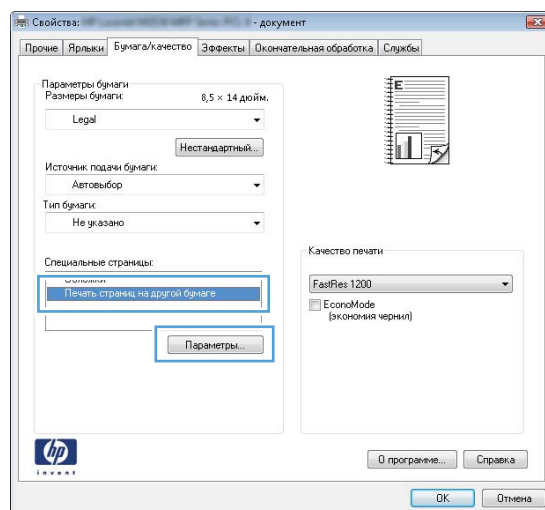 Свойства: - документ
Прочие Ярлыки Бумага/качество Эффекты Окончательная обработка Службы
Параметры бумаги
Размеры бумаги: 8,5 × 14 дюйм.
Legal
Нестандартный...
Источник подачи бумаги:
Автовыбор
Тип бумаги:
Не указано
Специальные страницы:
Обложки
Печать страниц на другой бумаге
Параметры...
E
Качество печати
FastRes 1200
EconoMode
(экономия чернил)
hp
invent
О программе... Справка
OK Отмена